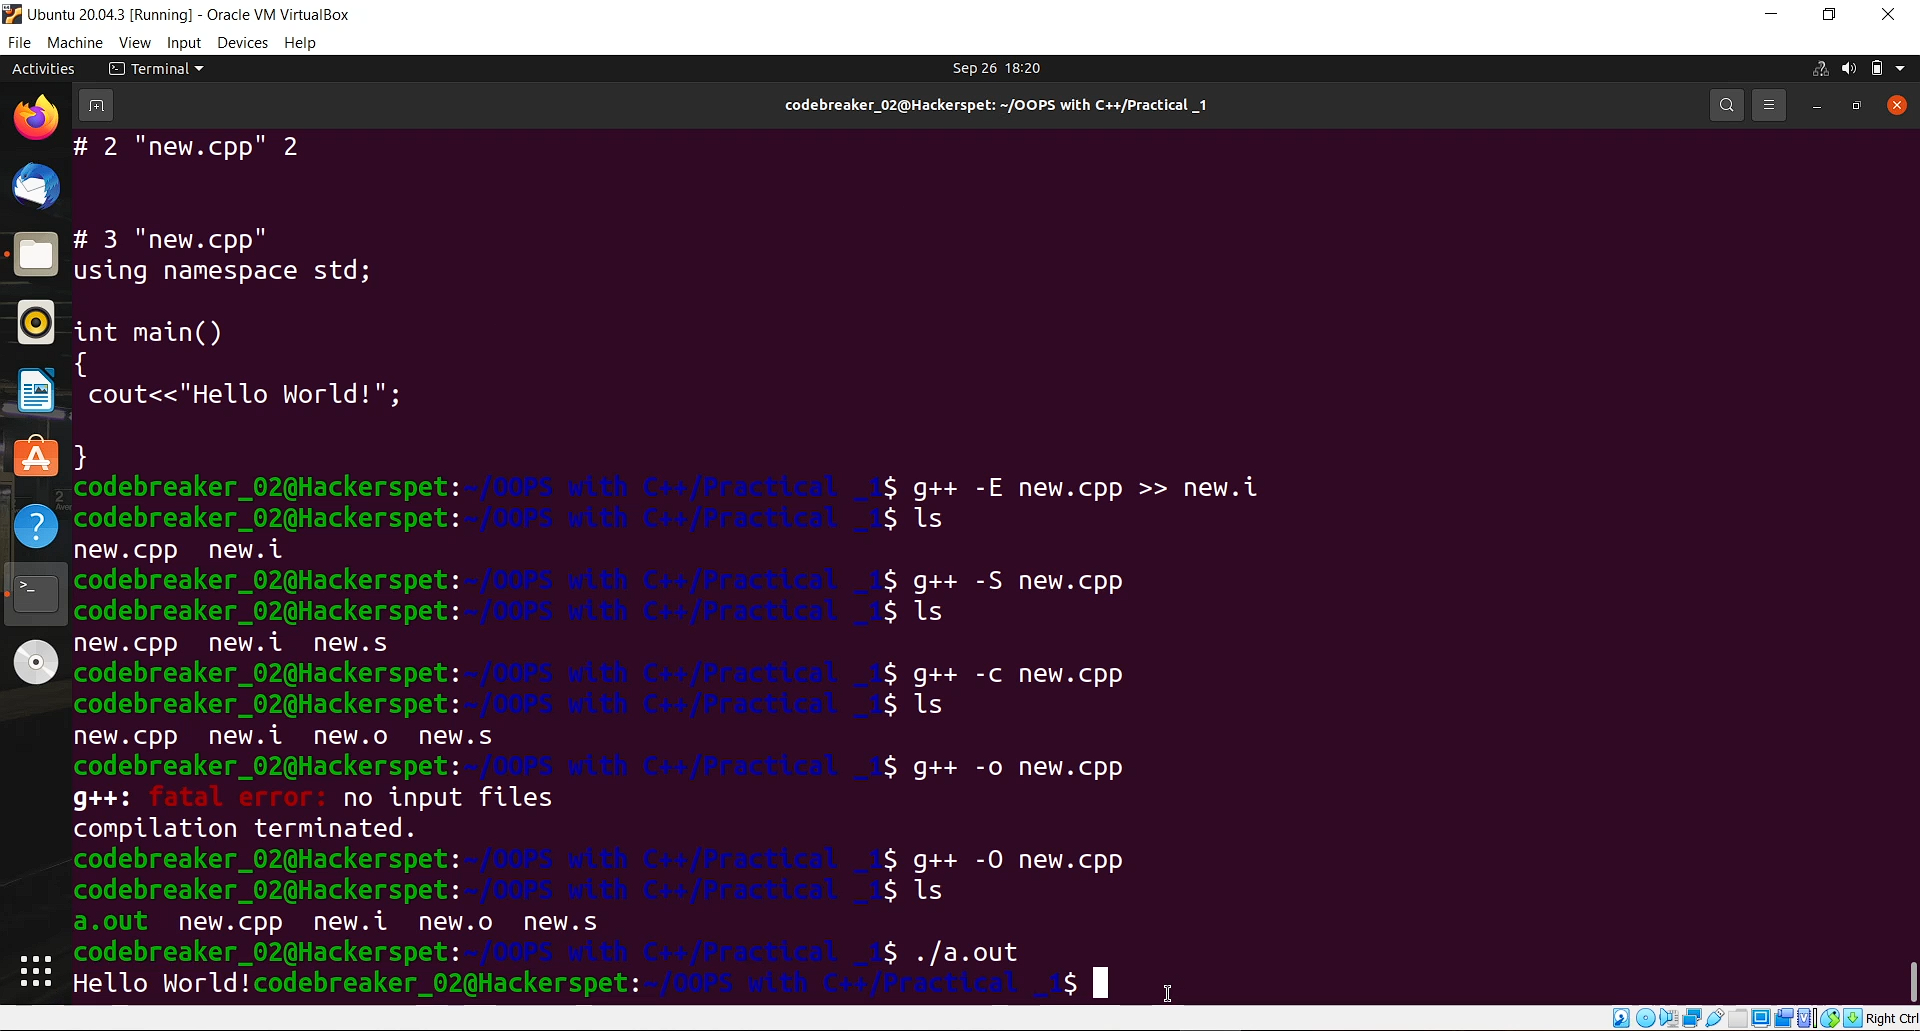 Ubuntu 20.04.3 [Running] - Oracle VM VirtualBox
File Machine View Input Devices Help
Activities Terminal Sep 26 18:20
codebreaker_02@Hackerspet: ~/OOPS with C++/Practical _1
# 2 "new.cpp" 2
# 3 "new.cpp"
using namespace std;
int main()
{
cout<<"Hello World!";
}
codebreaker_02@Hackerspet:~/OOPS with C++/Practical _1$ g++ -E new.cpp >> new.i
codebreaker_02@Hackerspet:~/OOPS with C++/Practical _1$ ls
new.cpp new.i
codebreaker_02@Hackerspet:~/OOPS with C++/Practical _1$ g++ -S new.cpp
codebreaker_02@Hackerspet:~/OOPS with C++/Practical _1$ ls
new.cpp new.i new.s
codebreaker_02@Hackerspet:~/OOPS with C++/Practical _1$ g++ -c new.cpp
codebreaker_02@Hackerspet:~/OOPS with C++/Practical _1$ ls
new.cpp new.i new.o new.s
codebreaker_02@Hackerspet:~/OOPS with C++/Practical _1$ g++ -o new.cpp
g++: fatal error: no input files
compilation terminated.
codebreaker_02@Hackerspet:~/OOPS with C++/Practical _1$ g++ -O new.cpp
codebreaker_02@Hackerspet:~/OOPS with C++/Practical _1$ ls
a.out new.cpp new.i new.o new.s
codebreaker_02@Hackerspet:~/OOPS with C++/Practical _1$ ./a.out
Hello World!codebreaker_02@Hackerspet:~/OOPS with C++/Practical _1$
Right Ctrl